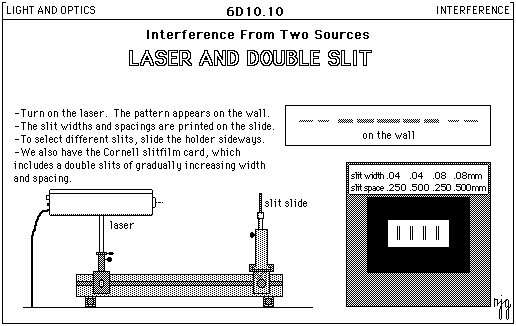 LIGHT AND OPTICS
6D10.10
INTERFERENCE
Interference From Two Sources
LASER AND DOUBLE SLIT
-Turn on the laser. The pattern appears on the wall.
-The slit widths and spacings are printed on the slide.
-To select different slits, slide the holder sideways.
-We also have the Cornell slitfilm card, which
includes a double slits of gradually increasing width
and spacing.
on the wall
slit width .04 .04 .08 .08mm
slit space .250 .500 .250 .500mm
slit slide
laser
njg